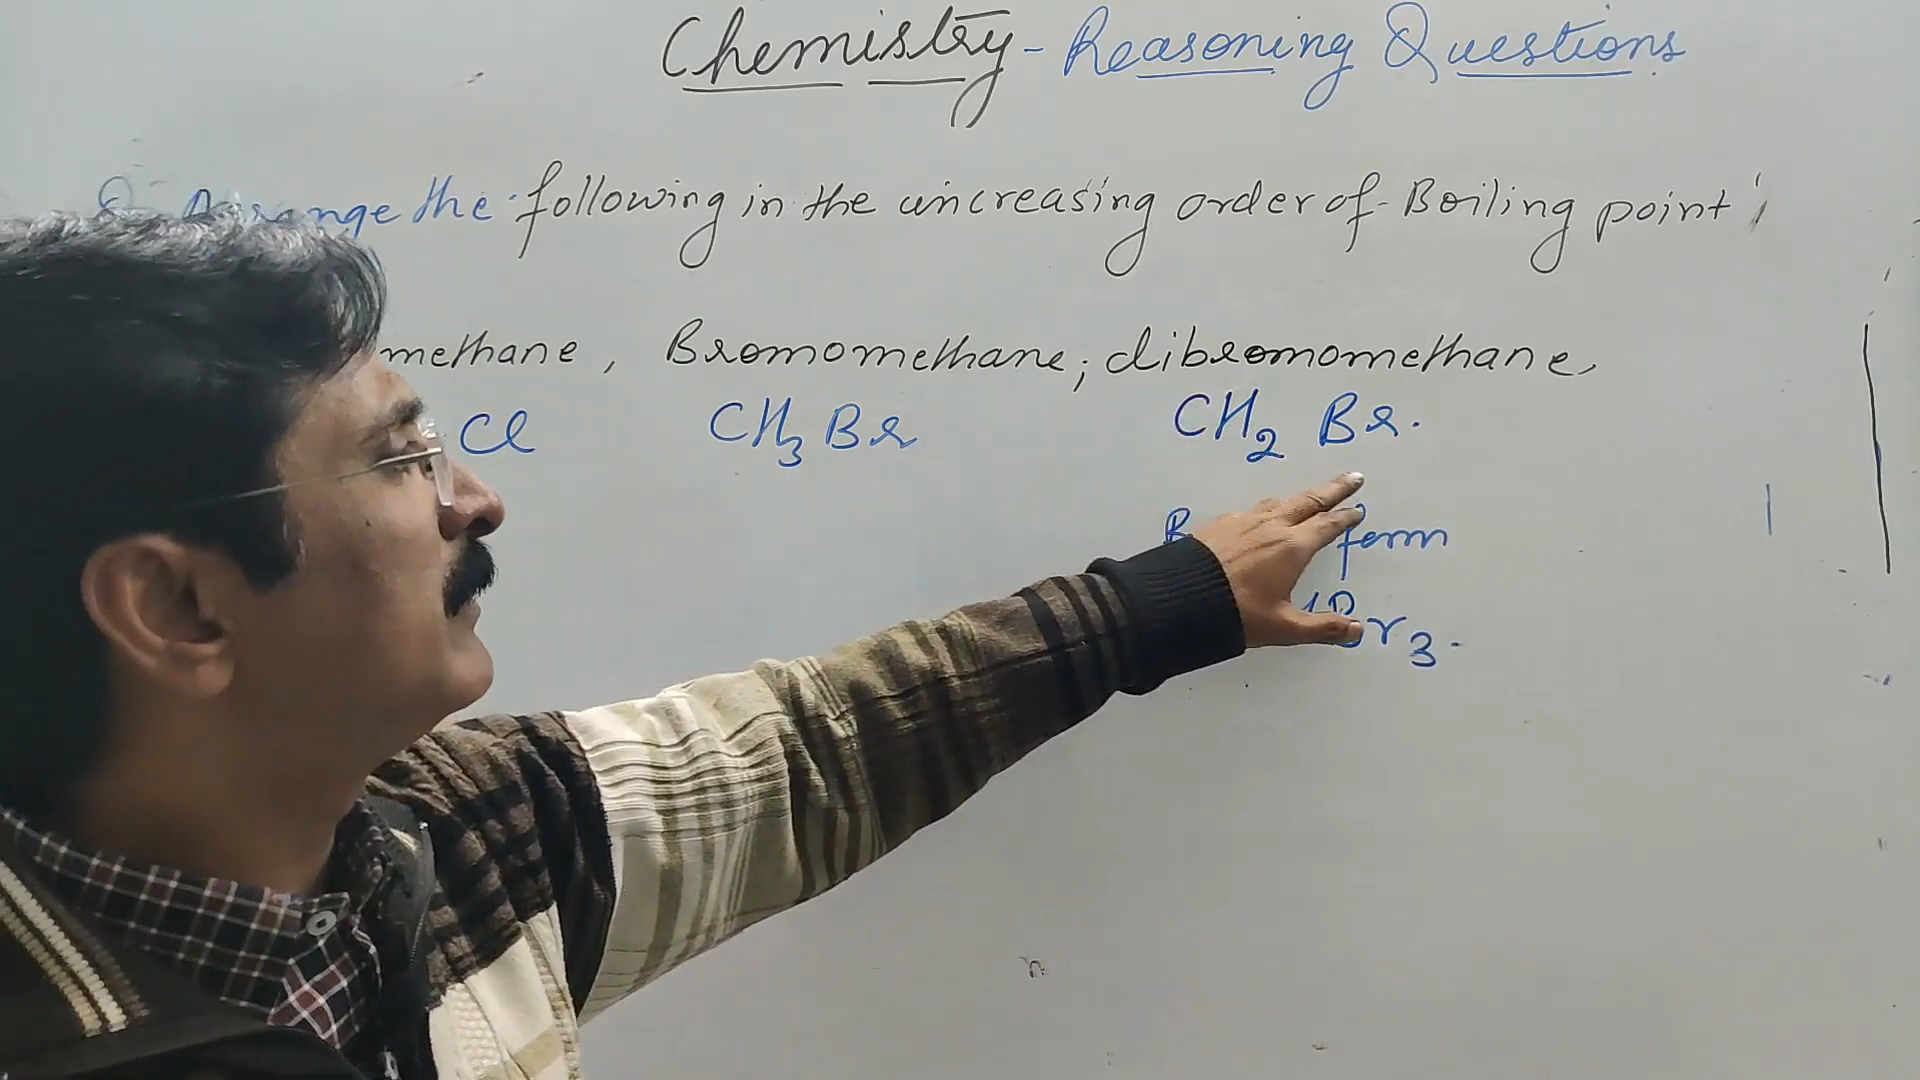 Chemistry - Reasoning Questions
Q Arrange the following in the increasing order of Boiling point
methane, Bromomethane; dibromomethane,
Cl CH3 Br CH2 Br.
form
Br3.